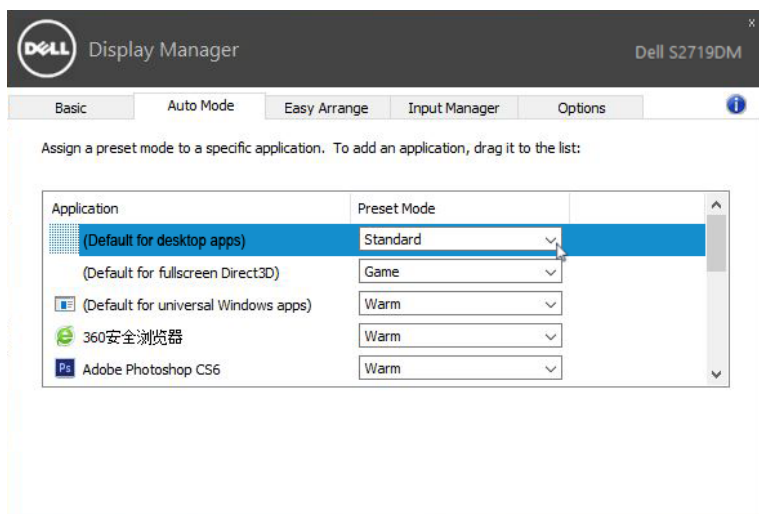 x
DELL Display Manager Dell S2719DM
Basic Auto Mode Easy Arrange Input Manager Options i
Assign a preset mode to a specific application. To add an application, drag it to the list:
Application Preset Mode
(Default for desktop apps) Standard
(Default for fullscreen Direct3D) Game
(Default for universal Windows apps) Warm
360安全浏览器 Warm
Ps Adobe Photoshop CS6 Warm